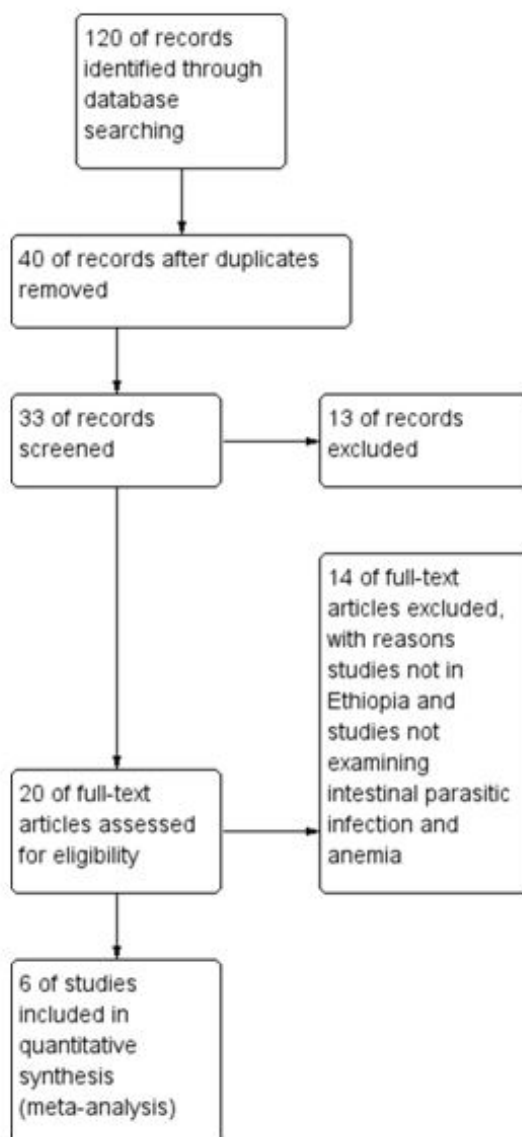 120 of records
identified through
database
searching
40 of records after duplicates
removed
33 of records
screened
13 of records
excluded
14 of full-text
articles excluded,
with reasons
studies not in
Ethiopia and
studies not
examining
intestinal parasitic
infection and
anemia
20 of full-text
articles assessed
for eligibility
6 of studies
included in
quantitative
synthesis
(meta-analysis)